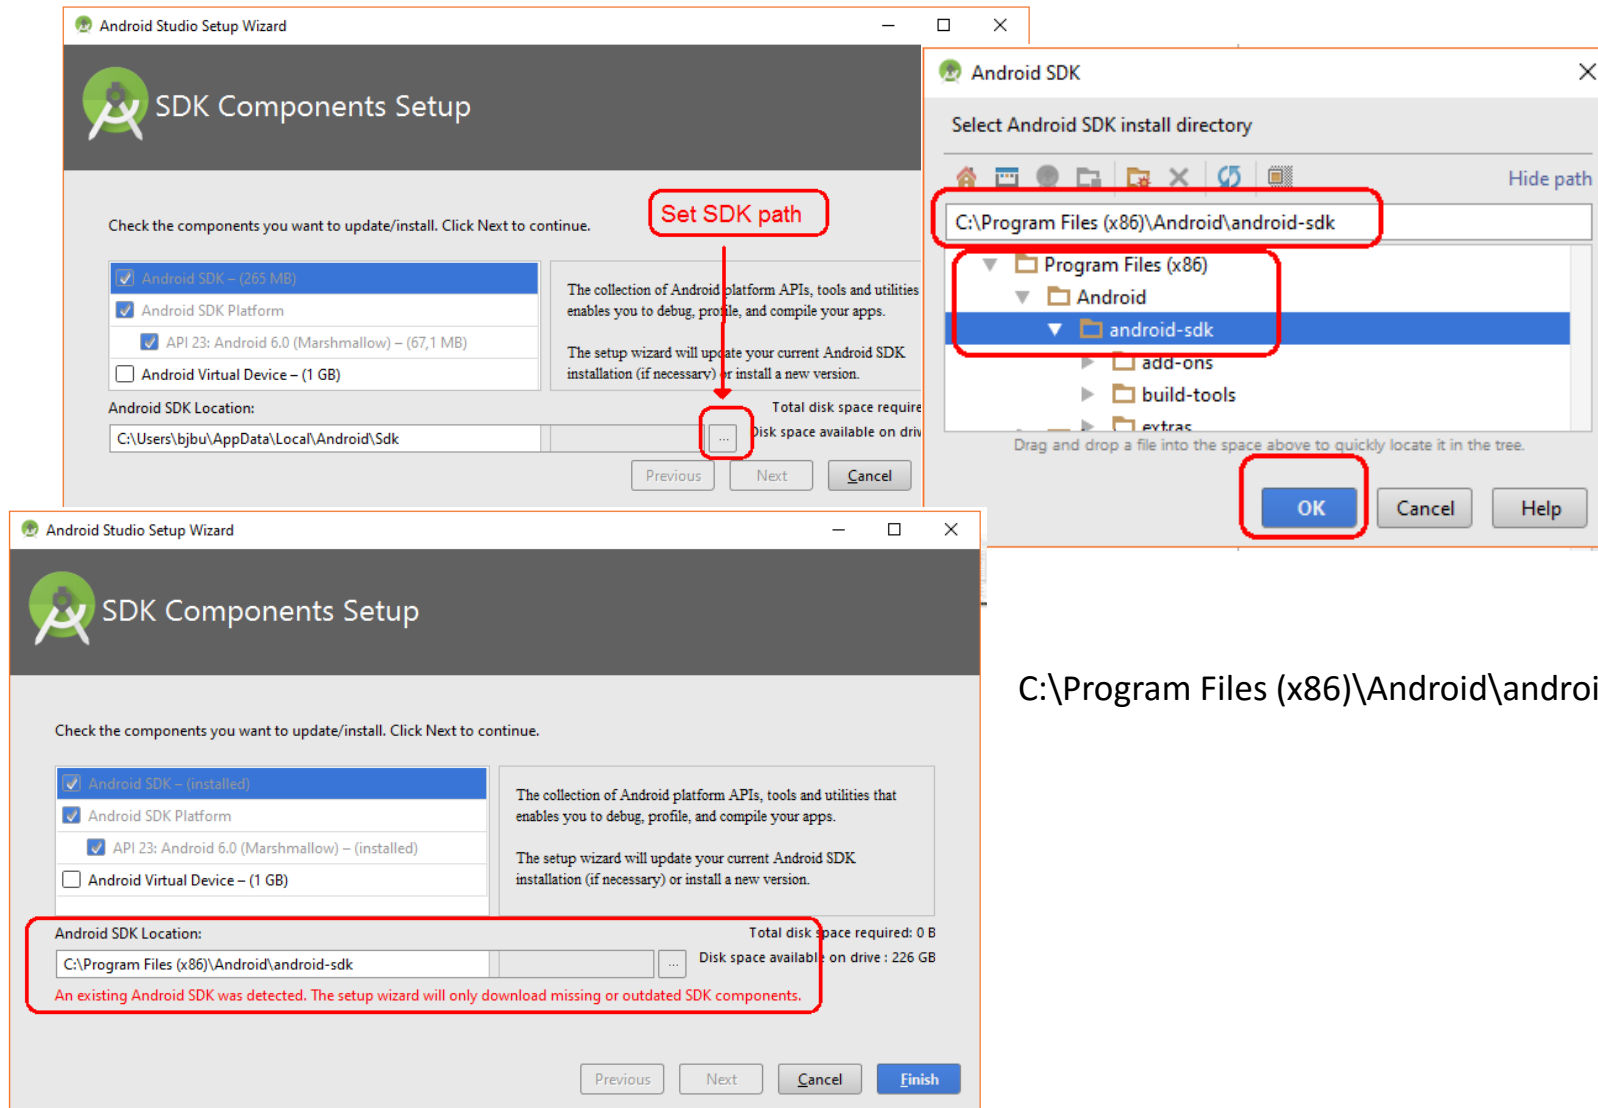 Android Studio Setup Wizard
SDK Components Setup
Set SDK path
Check the components you want to update/install. Click Next to continue.
Android SDK – (265 MB)
Android SDK Platform
API 23: Android 6.0 (Marshmallow) – (67,1 MB)
Android Virtual Device – (1 GB)
The collection of Android platform APIs, tools and utilities
enables you to debug, profile, and compile your apps.
The setup wizard will update your current Android SDK
installation (if necessary) or install a new version.
Android SDK Location:
Total disk space require
C:\Users\bjbu\AppData\Local\Android\Sdk
...
Disk space available on driv
Previous
Next
Cancel
Android SDK
Select Android SDK install directory
Hide path
C:\Program Files (x86)\Android\android-sdk
Program Files (x86)
Android
android-sdk
add-ons
build-tools
extras
Drag and drop a file into the space above to quickly locate it in the tree.
OK
Cancel
Help
Android Studio Setup Wizard
SDK Components Setup
Check the components you want to update/install. Click Next to continue.
Android SDK – (installed)
Android SDK Platform
API 23: Android 6.0 (Marshmallow) – (installed)
Android Virtual Device – (1 GB)
The collection of Android platform APIs, tools and utilities that
enables you to debug, profile, and compile your apps.
The setup wizard will update your current Android SDK
installation (if necessary) or install a new version.
Android SDK Location:
Total disk space required: 0 B
C:\Program Files (x86)\Android\android-sdk
...
Disk space available on drive : 226 GB
An existing Android SDK was detected. The setup wizard will only download missing or outdated SDK components.
Previous
Next
Cancel
Finish
C:\Program Files (x86)\Android\androi